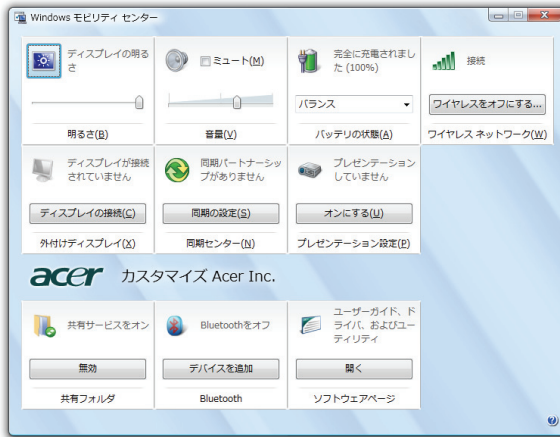 Windows モビリティ センター
ディスプレイの明る
さ
明るさ(B)
ミュート(M)
音量(V)
完全に充電されまし
た (100%)
バランス
バッテリの状態(A)
接続
ワイヤレスをオフにする...
ワイヤレス ネットワーク(W)
ディスプレイが接続
されていません
ディスプレイの接続(C)
外付けディスプレイ(X)
同期パートナーシッ
プがありません
同期の設定(S)
同期センター(N)
プレゼンテーション
していません
オンにする(U)
プレゼンテーション設定(P)
acer カスタマイズ Acer Inc.
共有サービスをオン
無効
共有フォルダ
Bluetoothをオフ
デバイスを追加
Bluetooth
ユーザーガイド、ド
ライバ、およびユー
ティリティ
開く
ソフトウェアページ